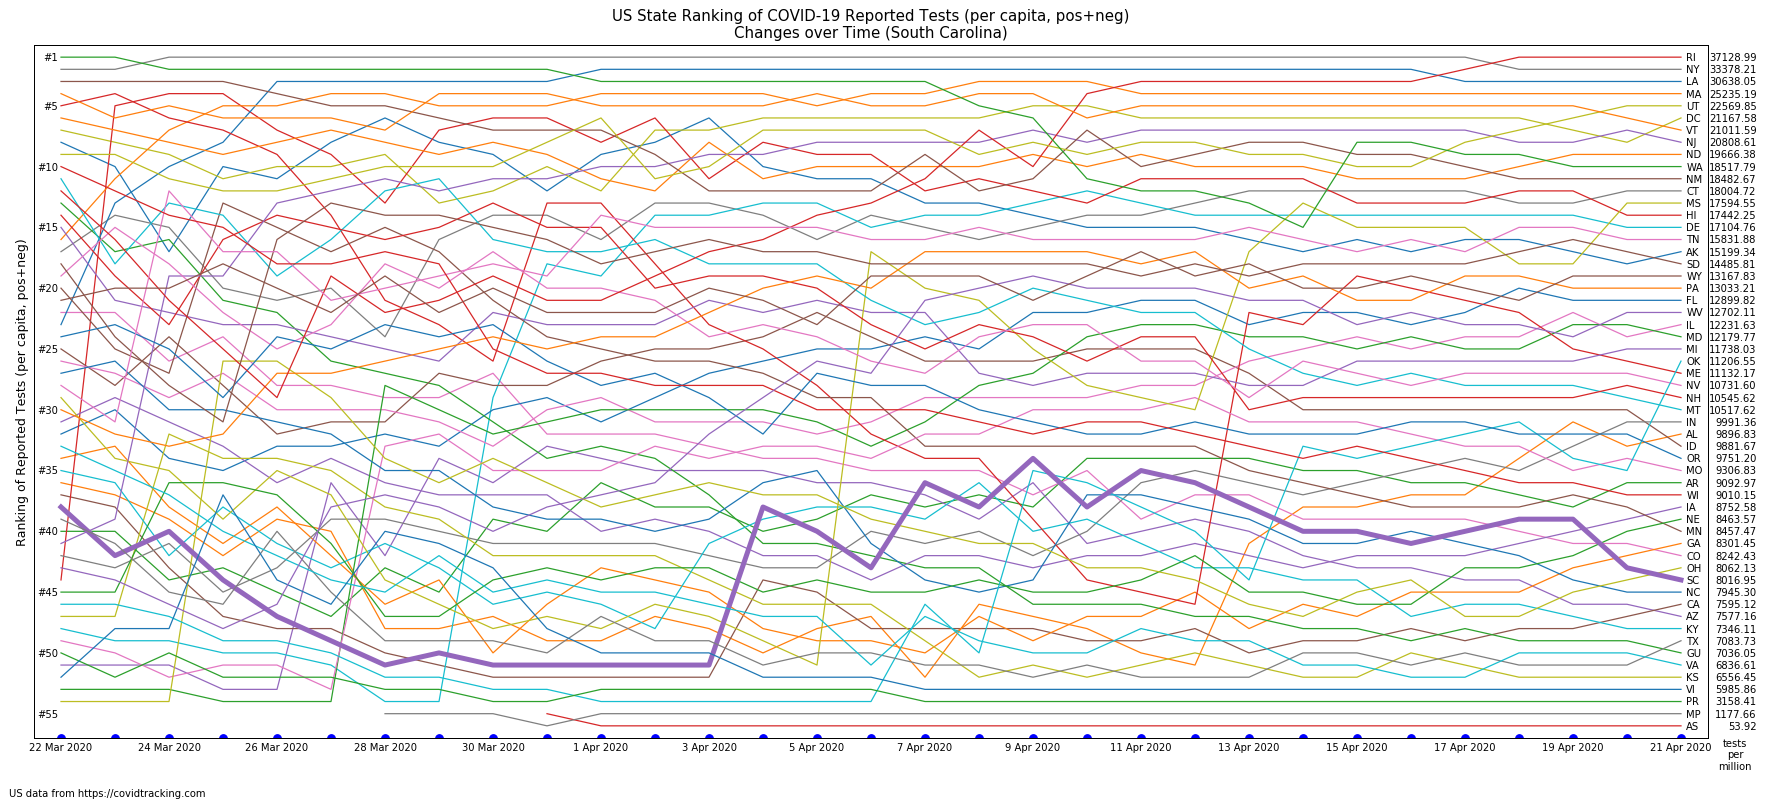 US State Ranking of COVID-19 Reported Tests (per capita, pos+neg)
Changes over Time (South Carolina)
Ranking of Reported Tests (per capita, pos+neg)
#1
#5
#10
#15
#20
#25
#30
#35
#40
#45
#50
#55
RI 37128.99
NY 33378.21
LA 30638.05
MA 25235.19
UT 22569.85
DC 21167.58
VT 21011.59
NJ 20808.61
ND 19666.38
WA 18517.79
NM 18482.67
CT 18004.72
MS 17594.55
HI 17442.25
DE 17104.76
TN 15831.88
AK 15199.34
SD 14485.81
WY 13167.83
PA 13033.21
FL 12899.82
WV 12702.11
IL 12231.63
MD 12179.77
MI 11738.03
OK 11206.55
ME 11132.17
NV 10731.60
NH 10545.62
MT 10517.62
IN 9991.36
AL 9896.83
ID 9881.67
OR 9751.20
MO 9306.83
AR 9092.97
WI 9010.15
IA 8752.58
NE 8463.57
MN 8457.47
GA 8301.45
CO 8242.43
OH 8062.13
SC 8016.95
NC 7945.30
CA 7595.12
AZ 7577.16
KY 7346.11
TX 7083.73
GU 7036.05
VA 6836.61
KS 6556.45
VI 5985.86
PR 3158.41
MP 1177.66
AS 53.92
22 Mar 2020 24 Mar 2020 26 Mar 2020 28 Mar 2020 30 Mar 2020 1 Apr 2020 3 Apr 2020 5 Apr 2020 7 Apr 2020 9 Apr 2020 11 Apr 2020 13 Apr 2020 15 Apr 2020 17 Apr 2020 19 Apr 2020 21 Apr 2020
tests
per
million
US data from https://covidtracking.com